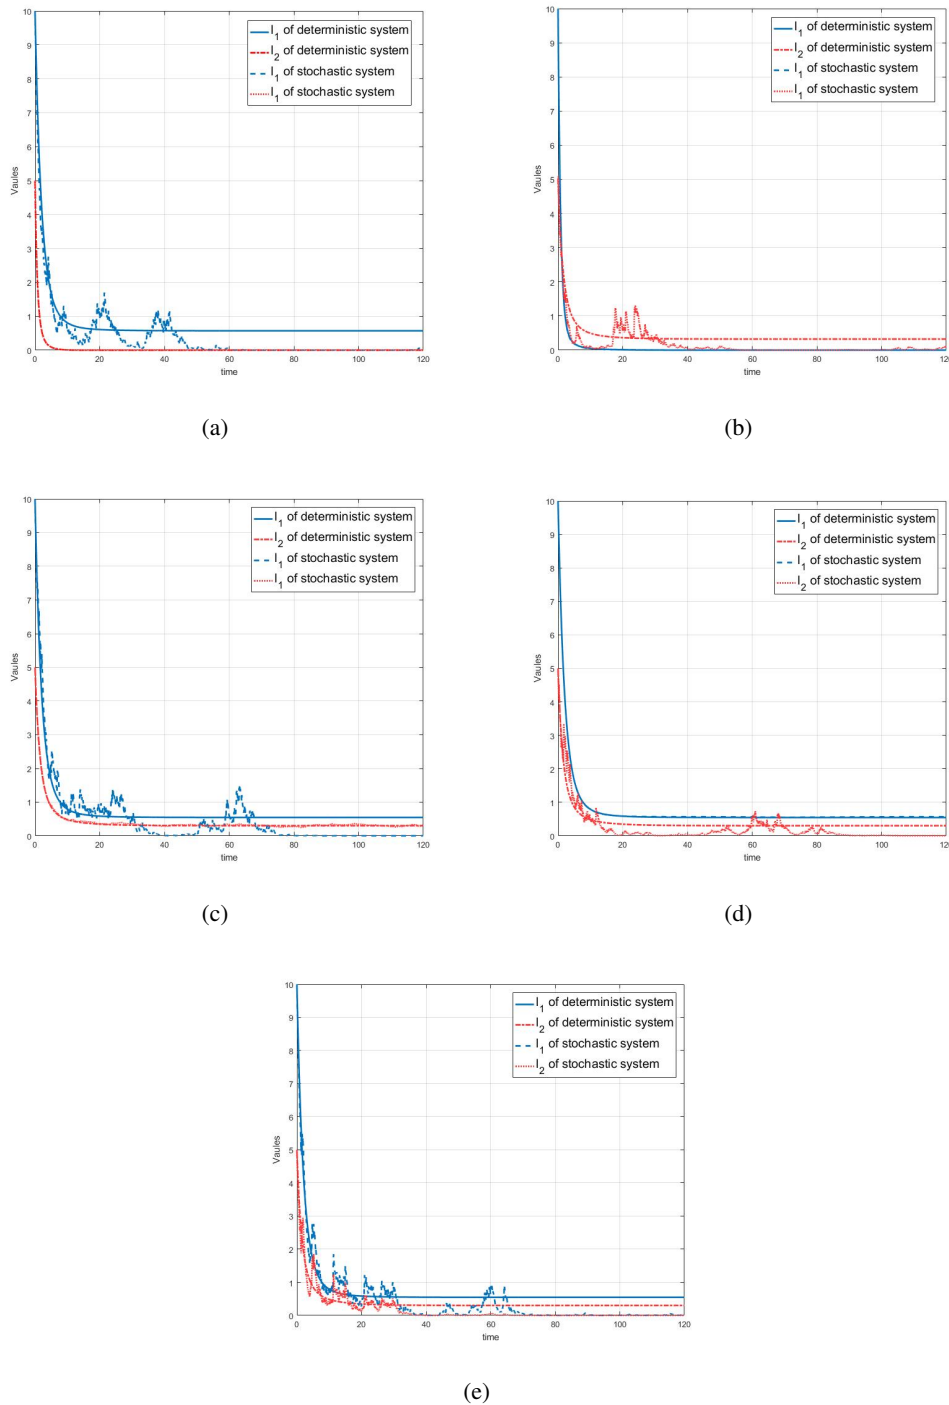 10
9
8
7
6
5
4
3
2
1
0
Vaules
I1 of deterministic system
I2 of deterministic system
I1 of stochastic system
I1 of stochastic system
0 20 40 60 80 100 120
time
(a)
10
9
8
7
6
5
4
3
2
1
0
Vaules
I1 of deterministic system
I2 of deterministic system
I1 of stochastic system
I1 of stochastic system
0 20 40 60 80 100 120
time
(b)
10
9
8
7
6
5
4
3
2
1
0
Vaules
I1 of deterministic system
I2 of deterministic system
I1 of stochastic system
I1 of stochastic system
0 20 40 60 80 100 120
time
(c)
10
9
8
7
6
5
4
3
2
1
0
Vaules
I1 of deterministic system
I2 of deterministic system
I1 of stochastic system
I2 of stochastic system
0 20 40 60 80 100 120
time
(d)
10
9
8
7
6
5
4
3
2
1
0
Vaules
I1 of deterministic system
I2 of deterministic system
I1 of stochastic system
I2 of stochastic system
0 20 40 60 80 100 120
time
(e)